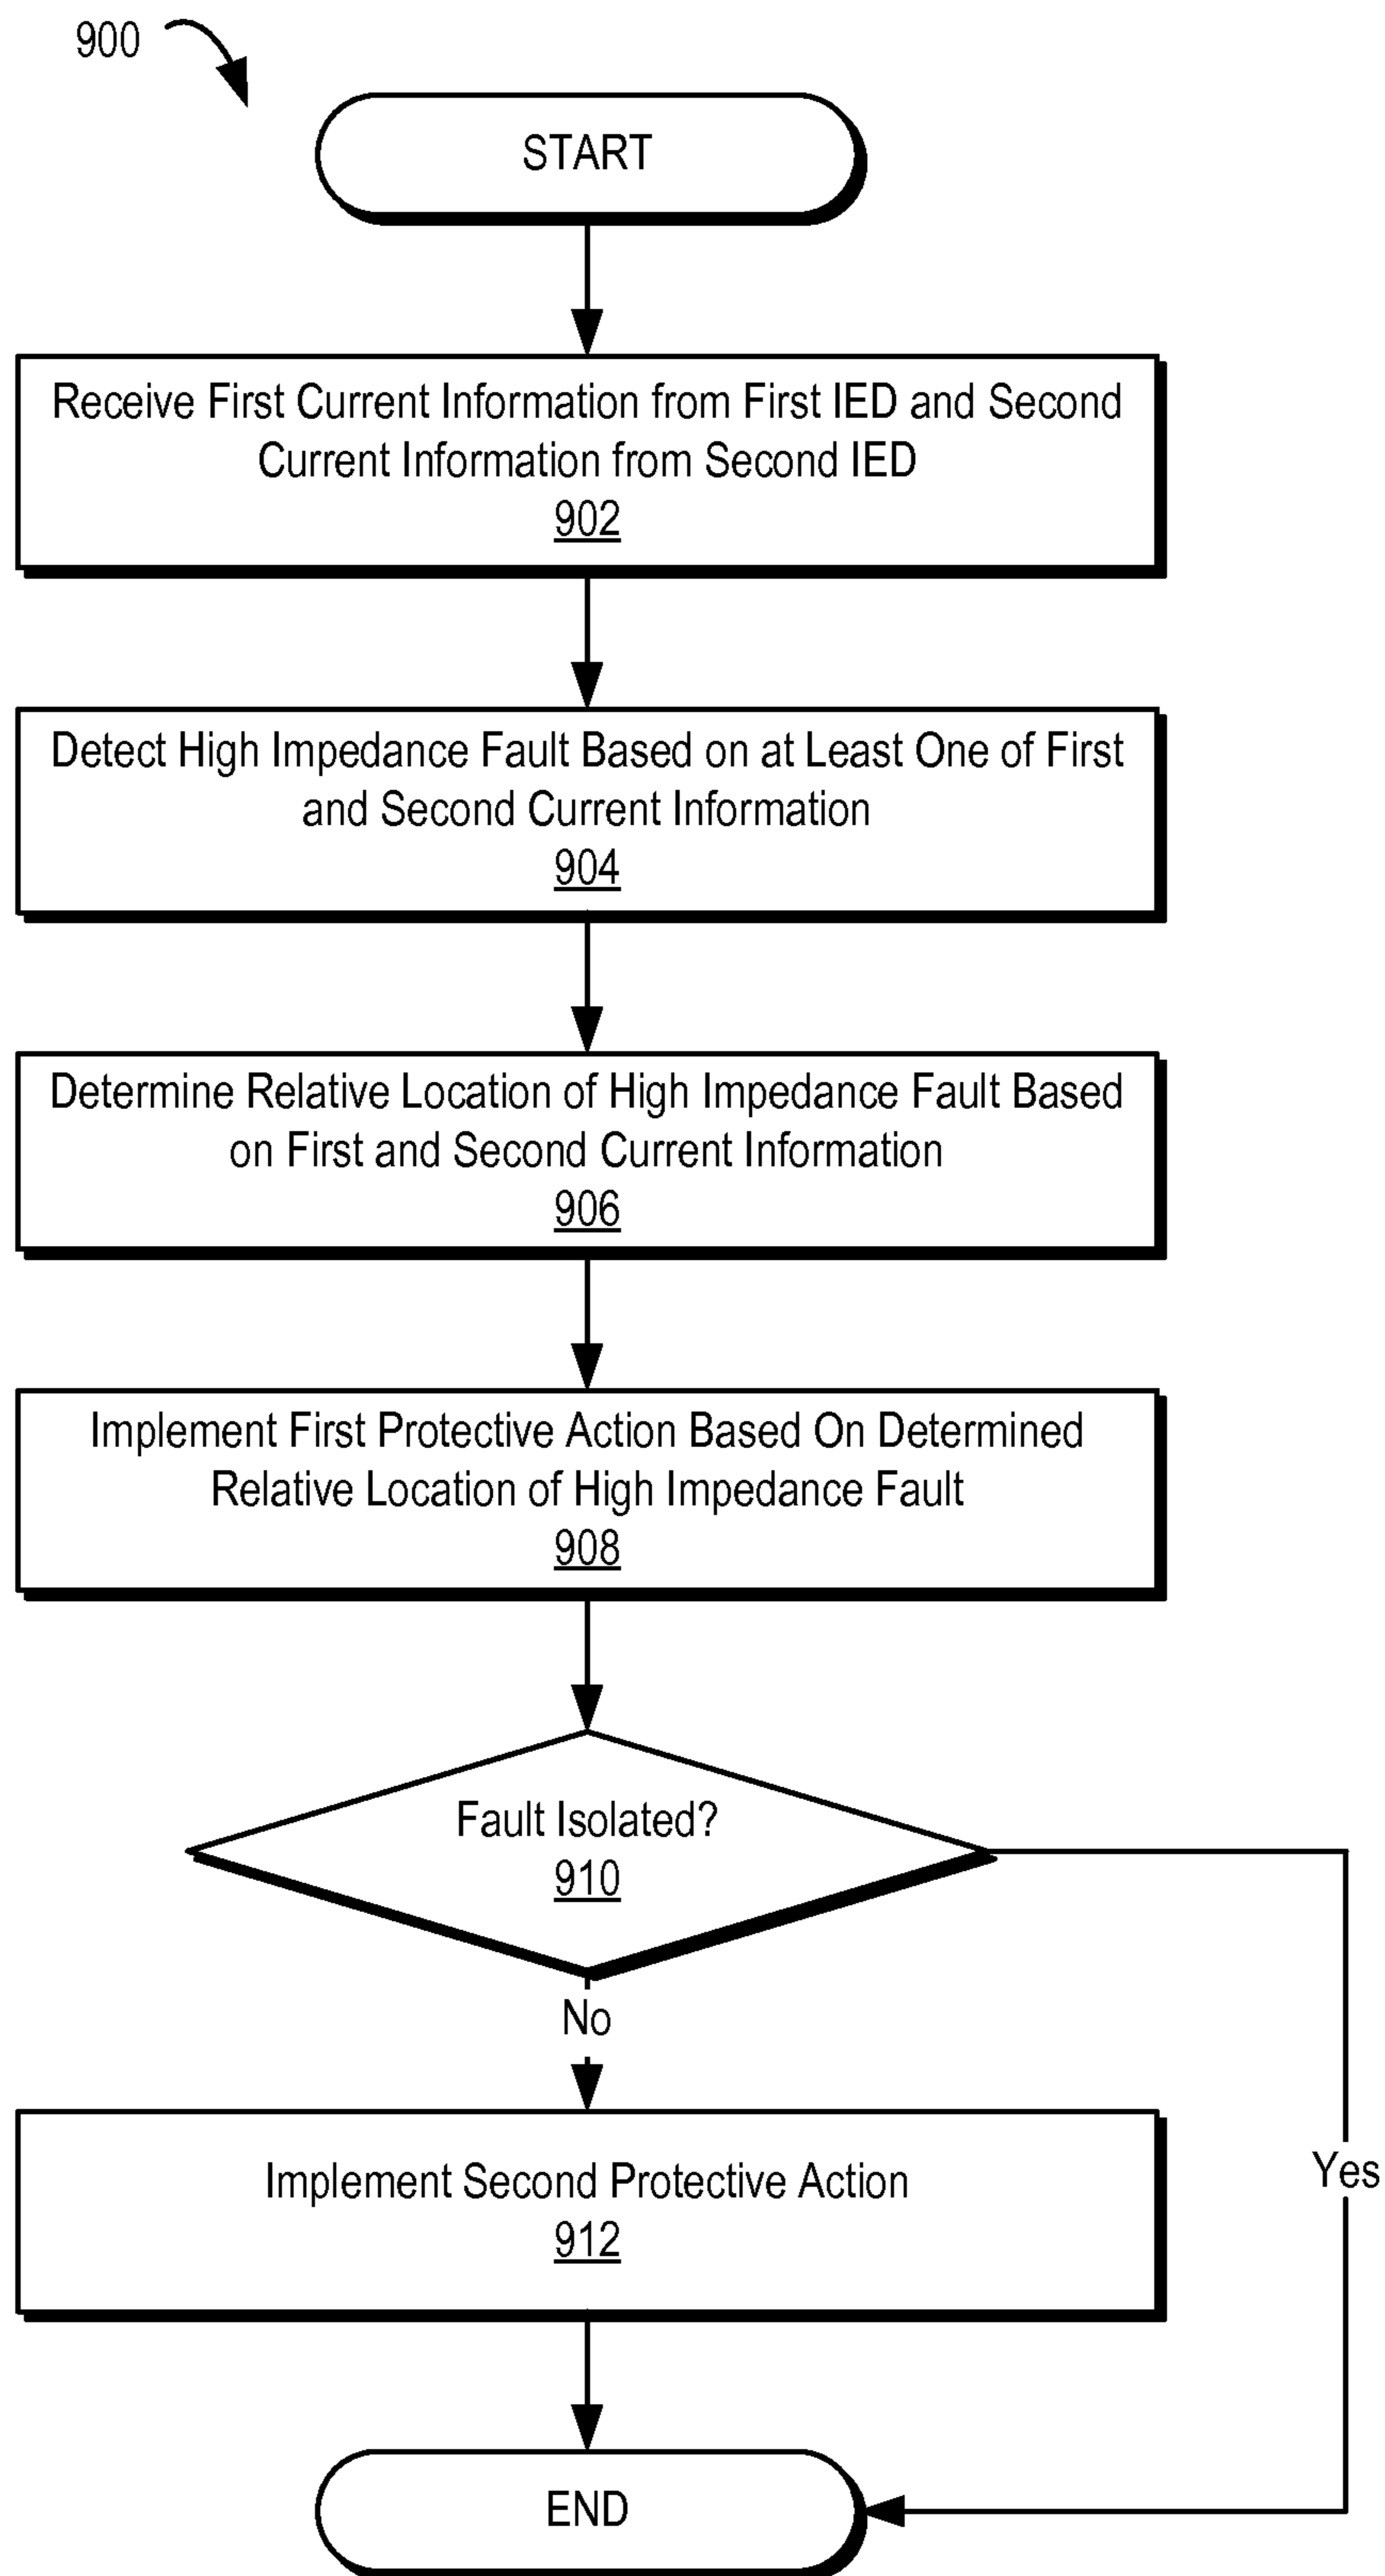 900
START
Receive First Current Information from First IED and Second
Current Information from Second IED
902
Detect High Impedance Fault Based on at Least One of First
and Second Current Information
904
Determine Relative Location of High Impedance Fault Based
on First and Second Current Information
906
Implement First Protective Action Based On Determined
Relative Location of High Impedance Fault
908
Fault Isolated?
910
No
Yes
Implement Second Protective Action
912
END